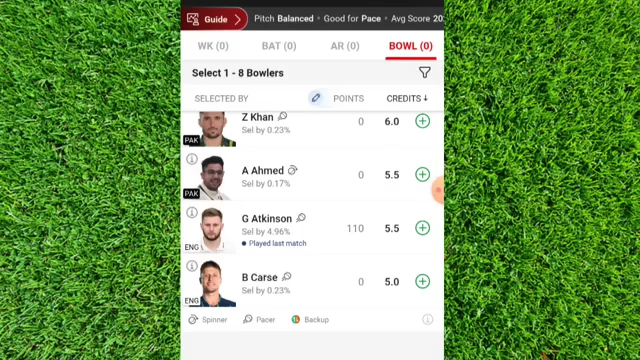 Guide
Pitch Balanced • Good for Pace • Avg Score 20
WK (0) BAT (0) AR (0) BOWL (0)
Select 1 - 8 Bowlers
SELECTED BY POINTS CREDITS ↓
Z Khan
Sel by 0.23%
0 6.0
PAK
A Ahmed
Sel by 0.17%
0 5.5
PAK
G Atkinson
Sel by 4.96%
110 5.5
• Played last match
ENG
B Carse
Sel by 0.23%
0 5.0
ENG
Spinner Pacer Backup